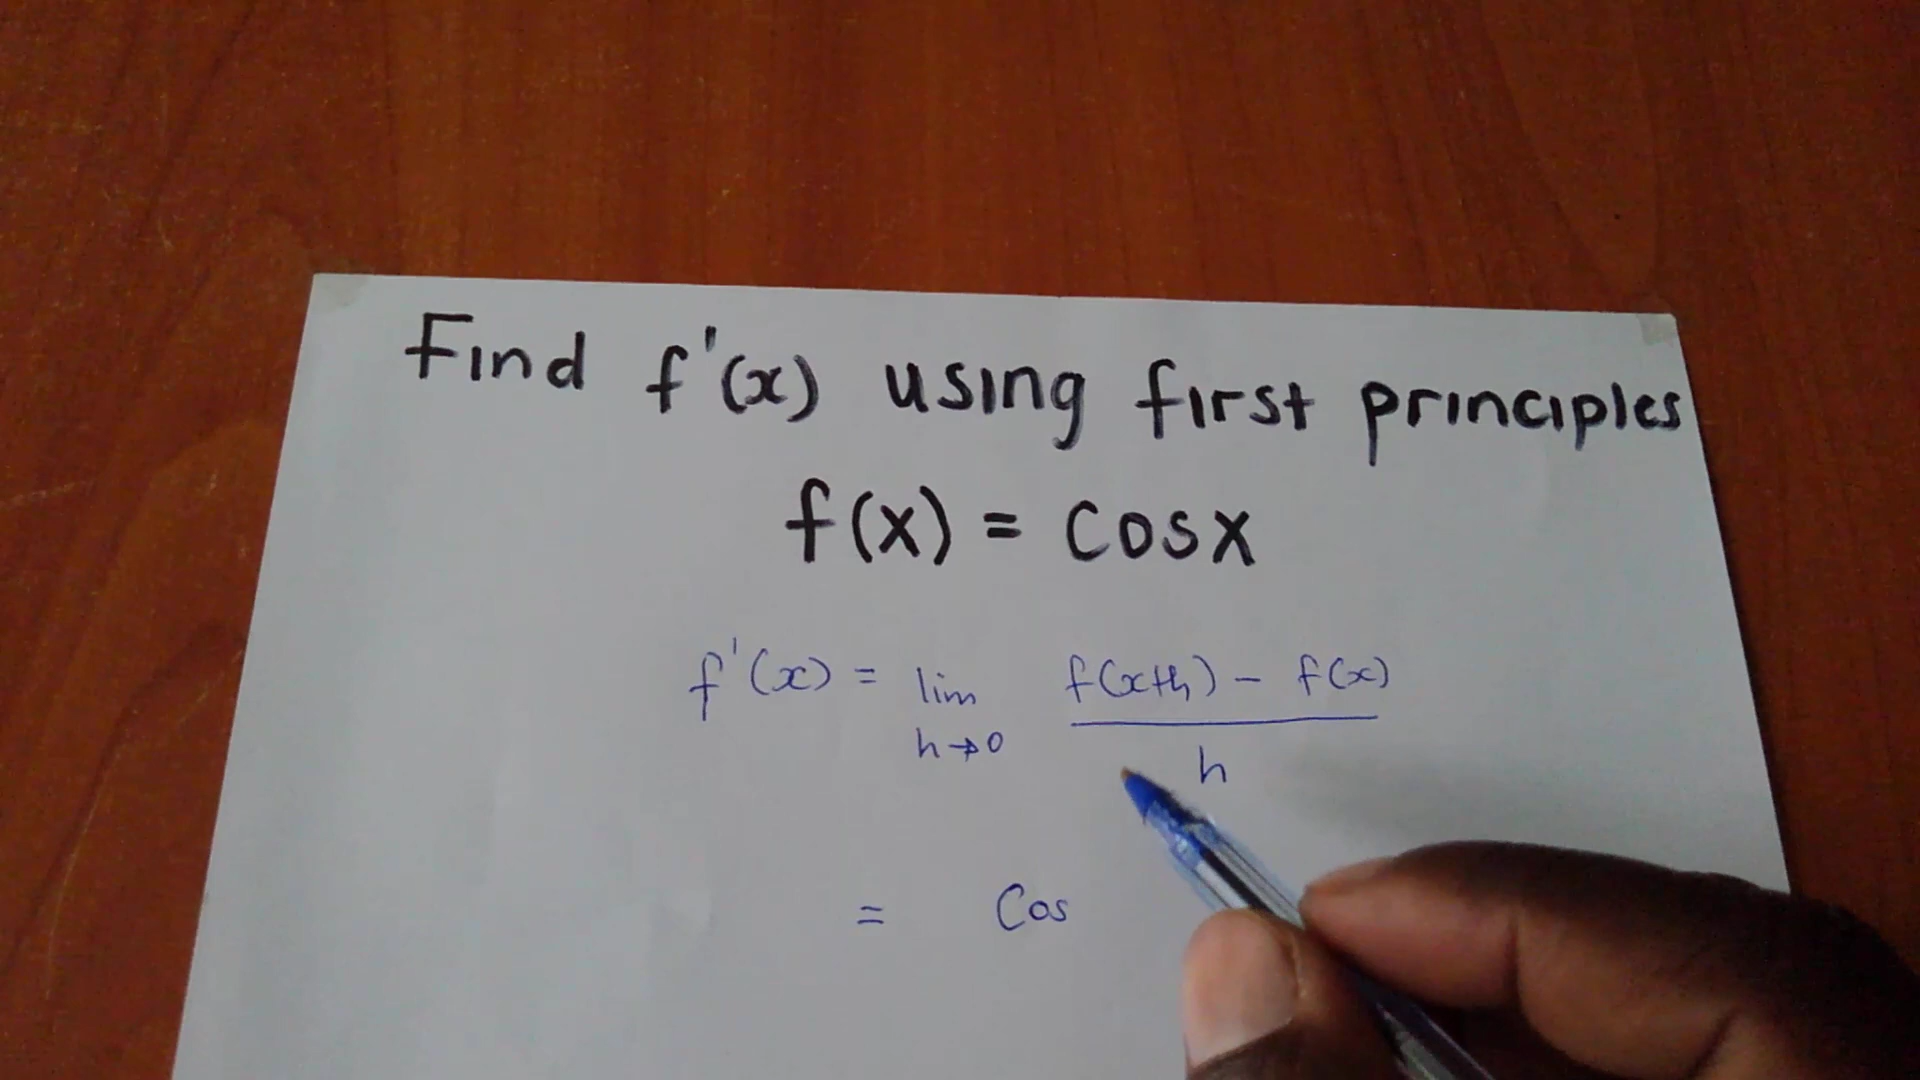 Find f'(x) using first principles
f(x) = cosx
f'(x) = lim f(x+h) - f(x)
h→0 h
= Cos